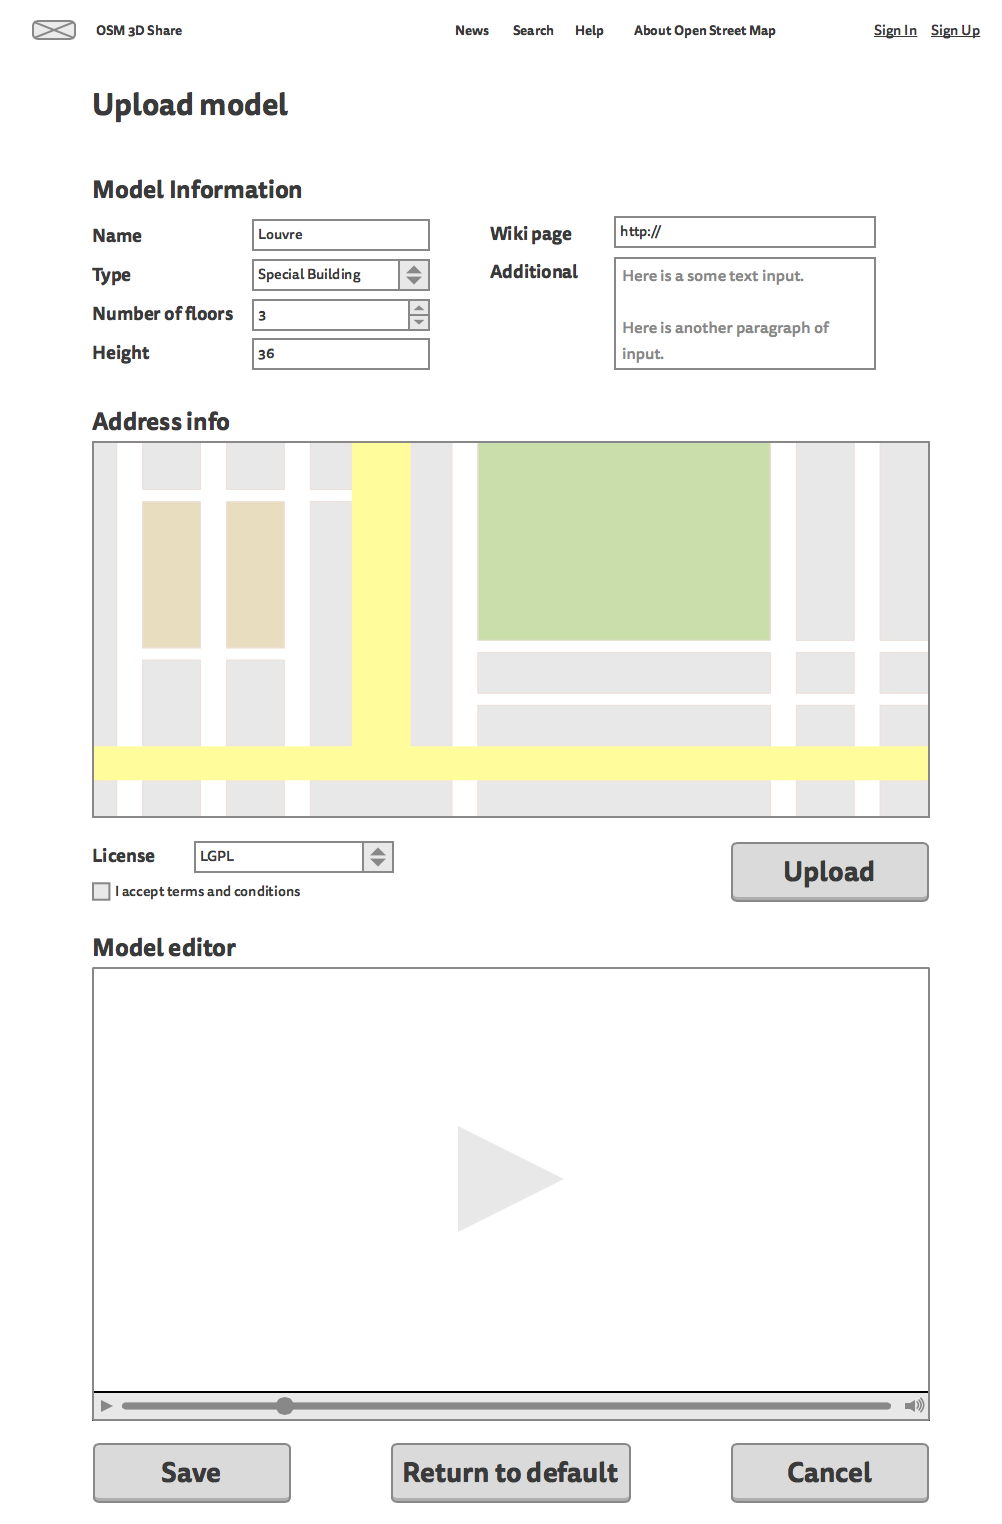 OSM 3D Share
News
Search
Help
About Open Street Map
Sign In
Sign Up
Upload model
Model Information
Name
Louvre
Type
Special Building
Number of floors
3
Height
36
Wiki page
http://
Additional
Here is a some text input.
Here is another paragraph of
input.
Address info
License
LGPL
I accept terms and conditions
Upload
Model editor
Save
Return to default
Cancel